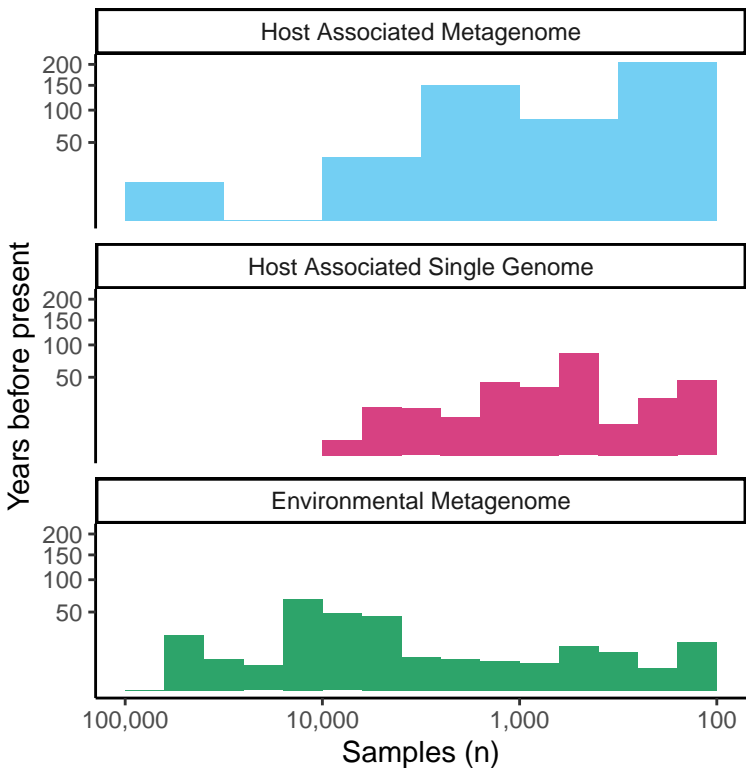 Host Associated Metagenome
200
150
100
50
Host Associated Single Genome
200
150
100
50
Years before present
Environmental Metagenome
200
150
100
50
100,000 10,000 1,000 100
Samples (n)